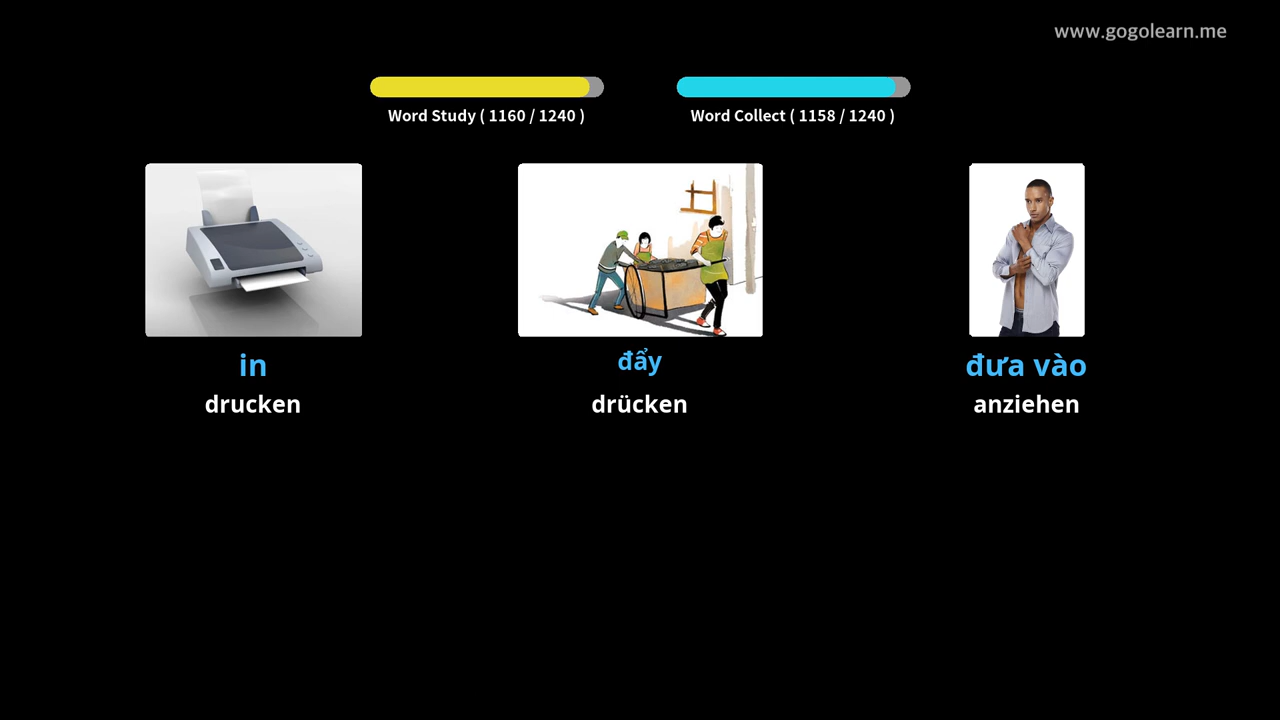 www.gogolearn.me
Word Study ( 1160 / 1240 )
Word Collect ( 1158 / 1240 )
in
đẩy
đưa vào
drucken
drücken
anziehen